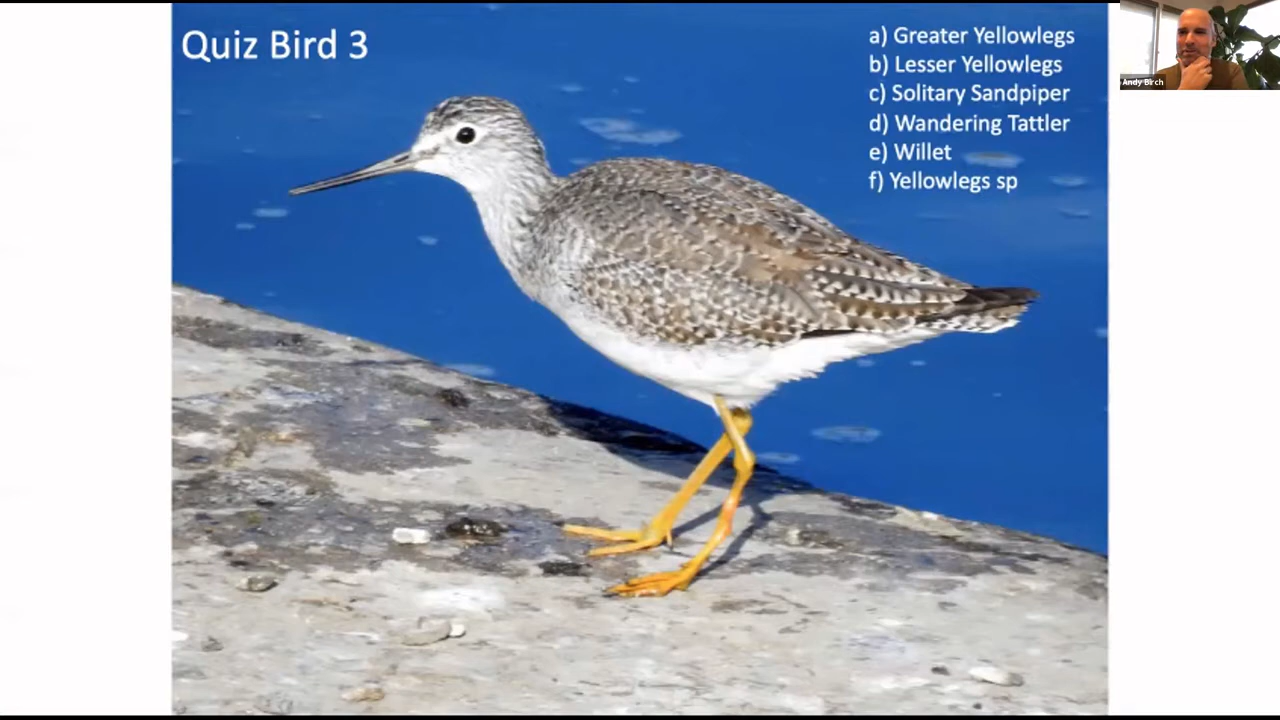 Quiz Bird 3
a) Greater Yellowlegs
b) Lesser Yellowlegs
c) Solitary Sandpiper
d) Wandering Tattler
e) Willet
f) Yellowlegs sp
Andy Birch